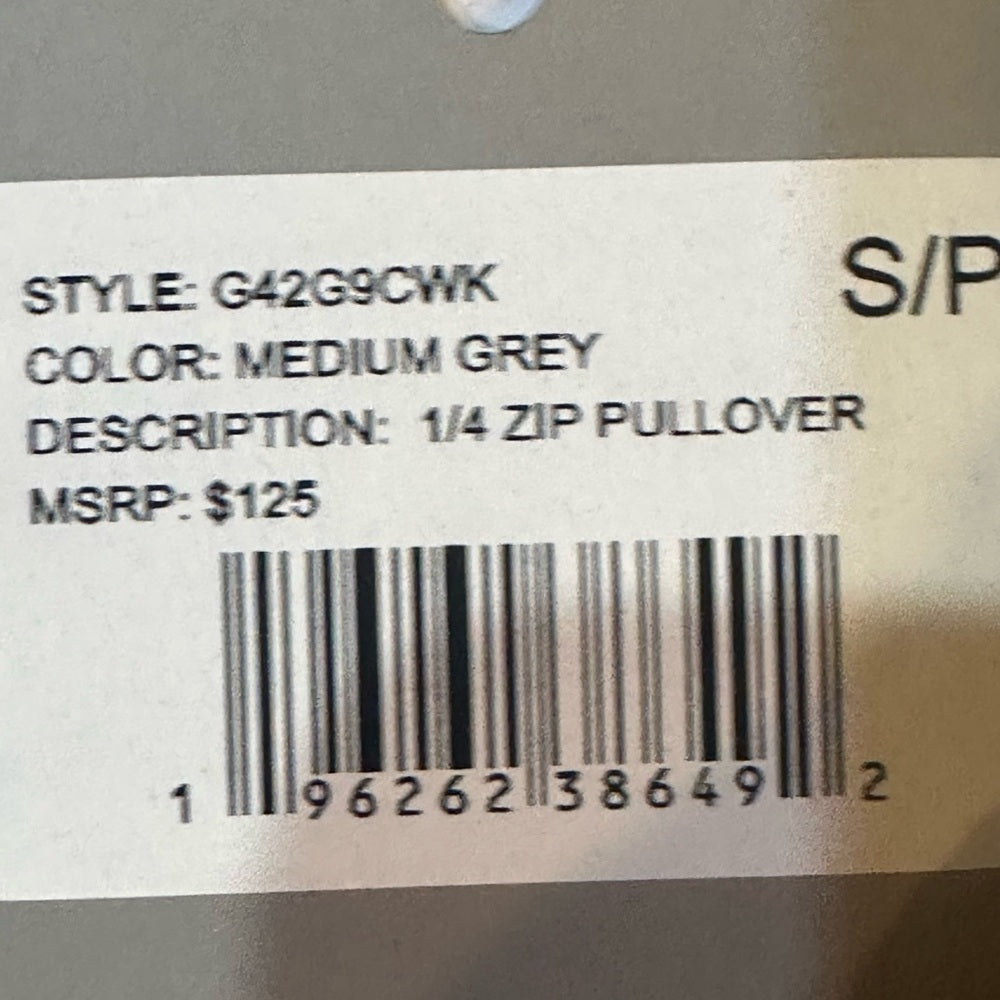 S/P
STYLE: G42G9CWK
COLOR: MEDIUM GREY
DESCRIPTION: 1/4 ZIP PULLOVER
MSRP: $125
1 96262 38649 2